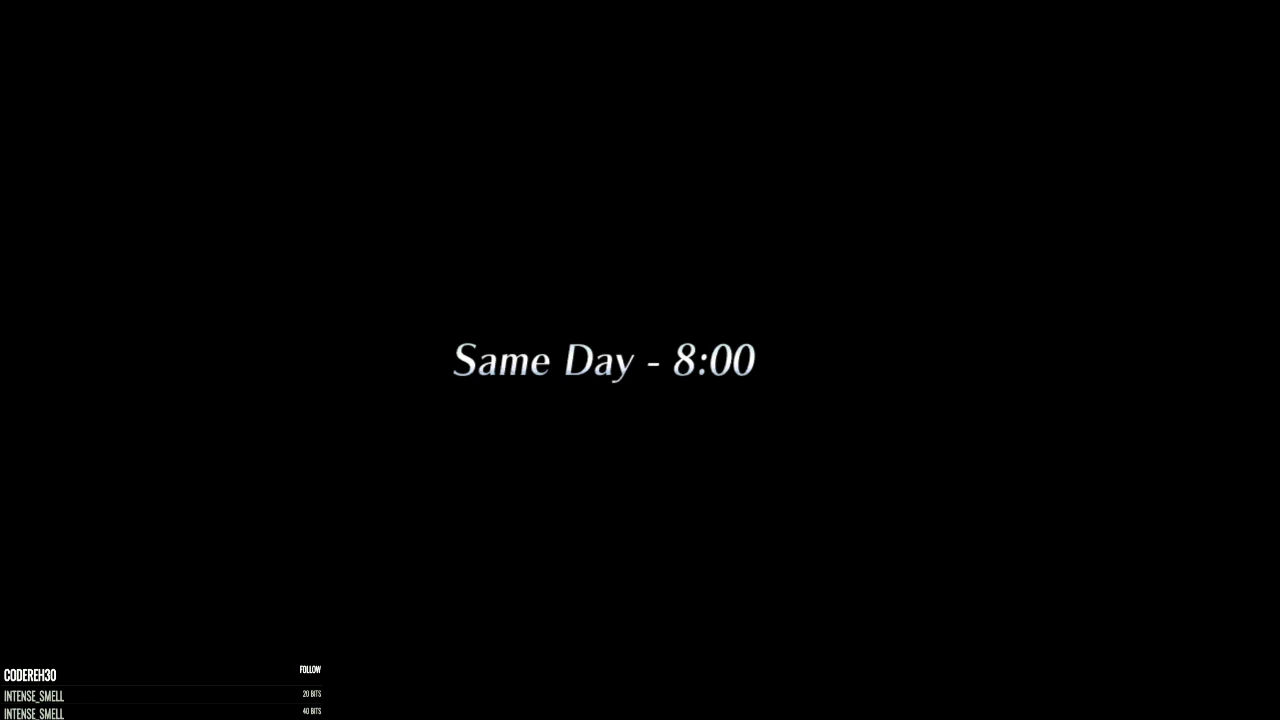 Same Day - 8:00
CODEREH30 FOLLOW
INTENSE_SMELL 20 BITS
INTENSE_SMELL 40 BITS